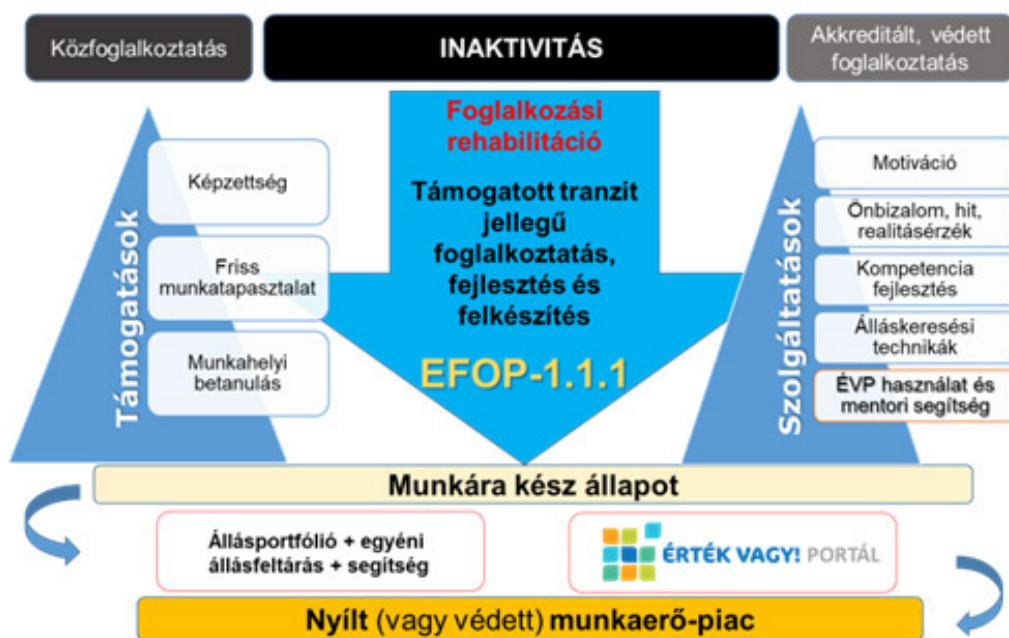 Közfoglalkoztatás
INAKTIVITÁS
Akkreditált, védett
foglalkoztatás
Foglalkozási
rehabilitáció
Támogatott tranzit
jellegű
foglalkoztatás,
fejlesztés és
felkészítés
EFOP-1.1.1
Támogatások
Képzettség
Friss
munkatapasztalat
Munkahelyi
betanulás
Szolgáltatások
Motiváció
Önbizalom, hit,
realitásérzék
Kompetencia
fejlesztés
Álláskeresési
technikák
ÉVP használat és
mentori segítség
Munkára kész állapot
Állásportfólió + egyéni
állásfeltárás + segítség
ÉRTÉK VAGY! PORTÁL
Nyílt (vagy védett) munkaerő-piac